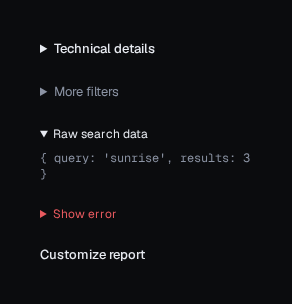 Technical details
More filters
Raw search data
{ query: 'sunrise', results: 3
}
Show error
Customize report